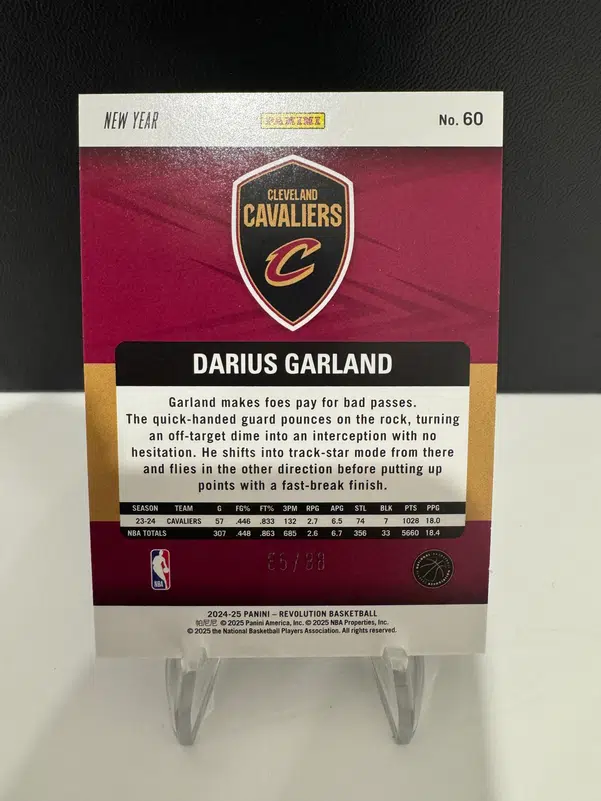 NEW YEAR
PANINI
No. 60
CLEVELAND
CAVALIERS
C
DARIUS GARLAND
Garland makes foes pay for bad passes.
The quick-handed guard pounces on the rock, turning
an off-target dime into an interception with no
hesitation. He shifts into track-star mode from there
and flies in the other direction before putting up
points with a fast-break finish.
SEASON TEAM G FG% FT% 3PM RPG APG STL BLK PTS PPG
23-24 CAVALIERS 57 .446 .833 132 2.7 6.5 74 7 1028 18.0
NBA TOTALS 307 .448 .863 685 2.6 6.7 356 33 5660 18.4
NBA
2024-25 PANINI – REVOLUTION BASKETBALL
帕尼尼 © 2025 Panini America, Inc. © 2025 NBA Properties, Inc.
© 2025 the National Basketball Players Association. All rights reserved.